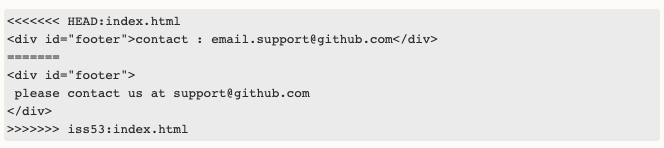 <<<<<<< HEAD:index.html
<div id="footer">contact : email.support@github.com</div>
=======
<div id="footer">
 please contact us at support@github.com
</div>
>>>>>>> iss53:index.html